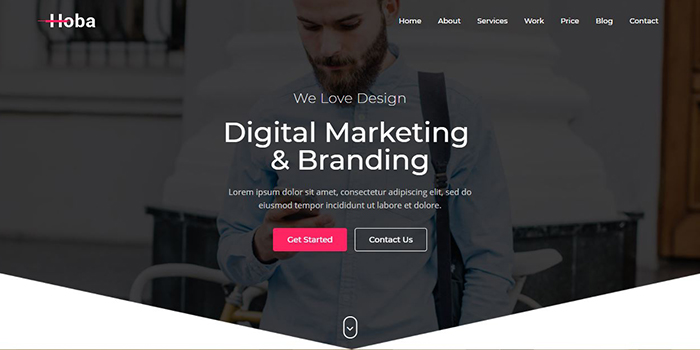 Hoba
Home About Services Work Price Blog Contact
We Love Design
Digital Marketing
& Branding
Lorem ipsum dolor sit amet, consectetur adipiscing elit, sed do
eiusmod tempor incididunt ut labore et dolore.
Get Started Contact Us